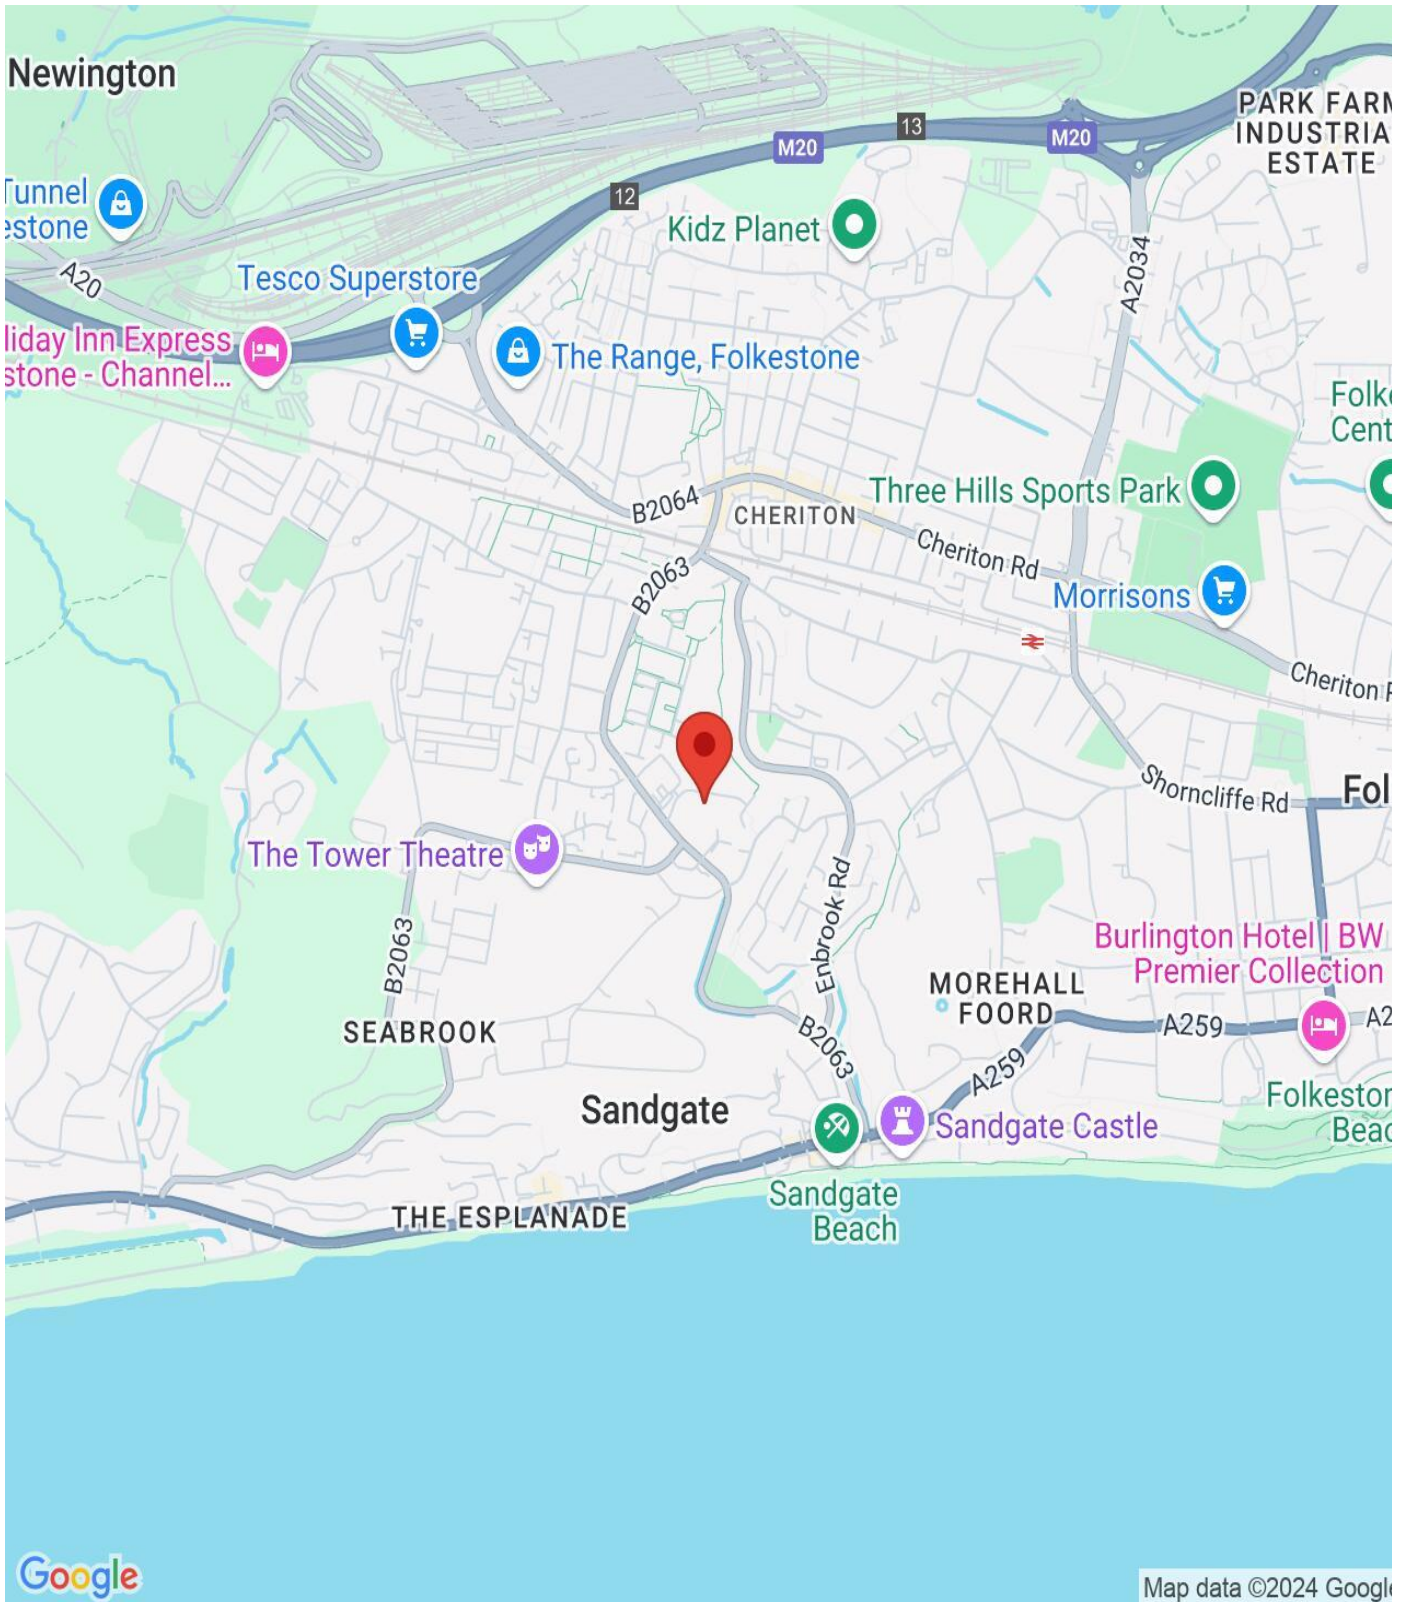 Newington
PARK FARM
INDUSTRIA
ESTATE
13
M20
M20
12
Tunnel
estone
Kidz Planet
A20
A2034
Tesco Superstore
liday Inn Express
stone - Channel...
The Range, Folkestone
Folke
Cent
Three Hills Sports Park
B2064
CHERITON
Cheriton Rd
B2063
Morrisons
Cheriton R
Shorncliffe Rd
Fol
The Tower Theatre
Enbrook Rd
B2063
Burlington Hotel | BW
Premier Collection
MOREHALL
FOORD
SEABROOK
A259
A2
B2063
A259
Sandgate
Folkeston
Beac
Sandgate Castle
Sandgate
Beach
THE ESPLANADE
Google
Map data ©2024 Google